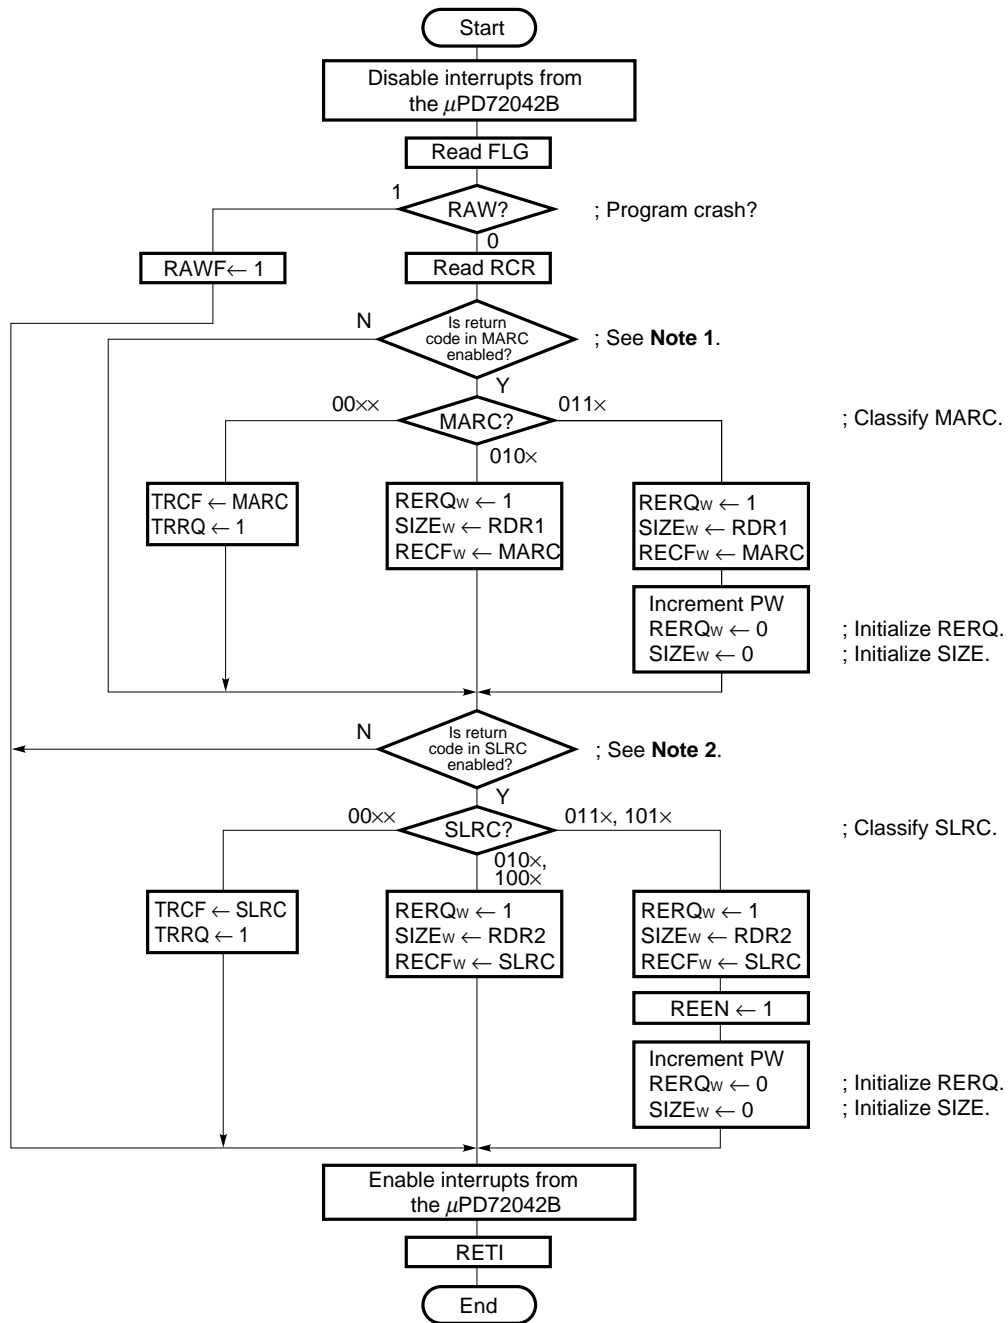 Start
Disable interrupts from
the μPD72042B
Read FLG
1
RAW?
; Program crash?
0
RAWF← 1
Read RCR
N
Is return
code in MARC
enabled?
; See Note 1.
Y
00××
MARC?
011×
; Classify MARC.
010×
TRCF ← MARC
TRRQ ← 1
RERQW ← 1
SIZEW ← RDR1
RECFW ← MARC
RERQW ← 1
SIZEW ← RDR1
RECFW ← MARC
Increment PW
RERQW ← 0
; Initialize RERQ.
SIZEW ← 0
; Initialize SIZE.
N
Is return
code in SLRC
enabled?
; See Note 2.
Y
00××
SLRC?
011×, 101×
; Classify SLRC.
010×,
100×
TRCF ← SLRC
TRRQ ← 1
RERQW ← 1
SIZEW ← RDR2
RECFW ← SLRC
RERQW ← 1
SIZEW ← RDR2
RECFW ← SLRC
REEN ← 1
Increment PW
RERQW ← 0
; Initialize RERQ.
SIZEW ← 0
; Initialize SIZE.
Enable interrupts from
the μPD72042B
RETI
End